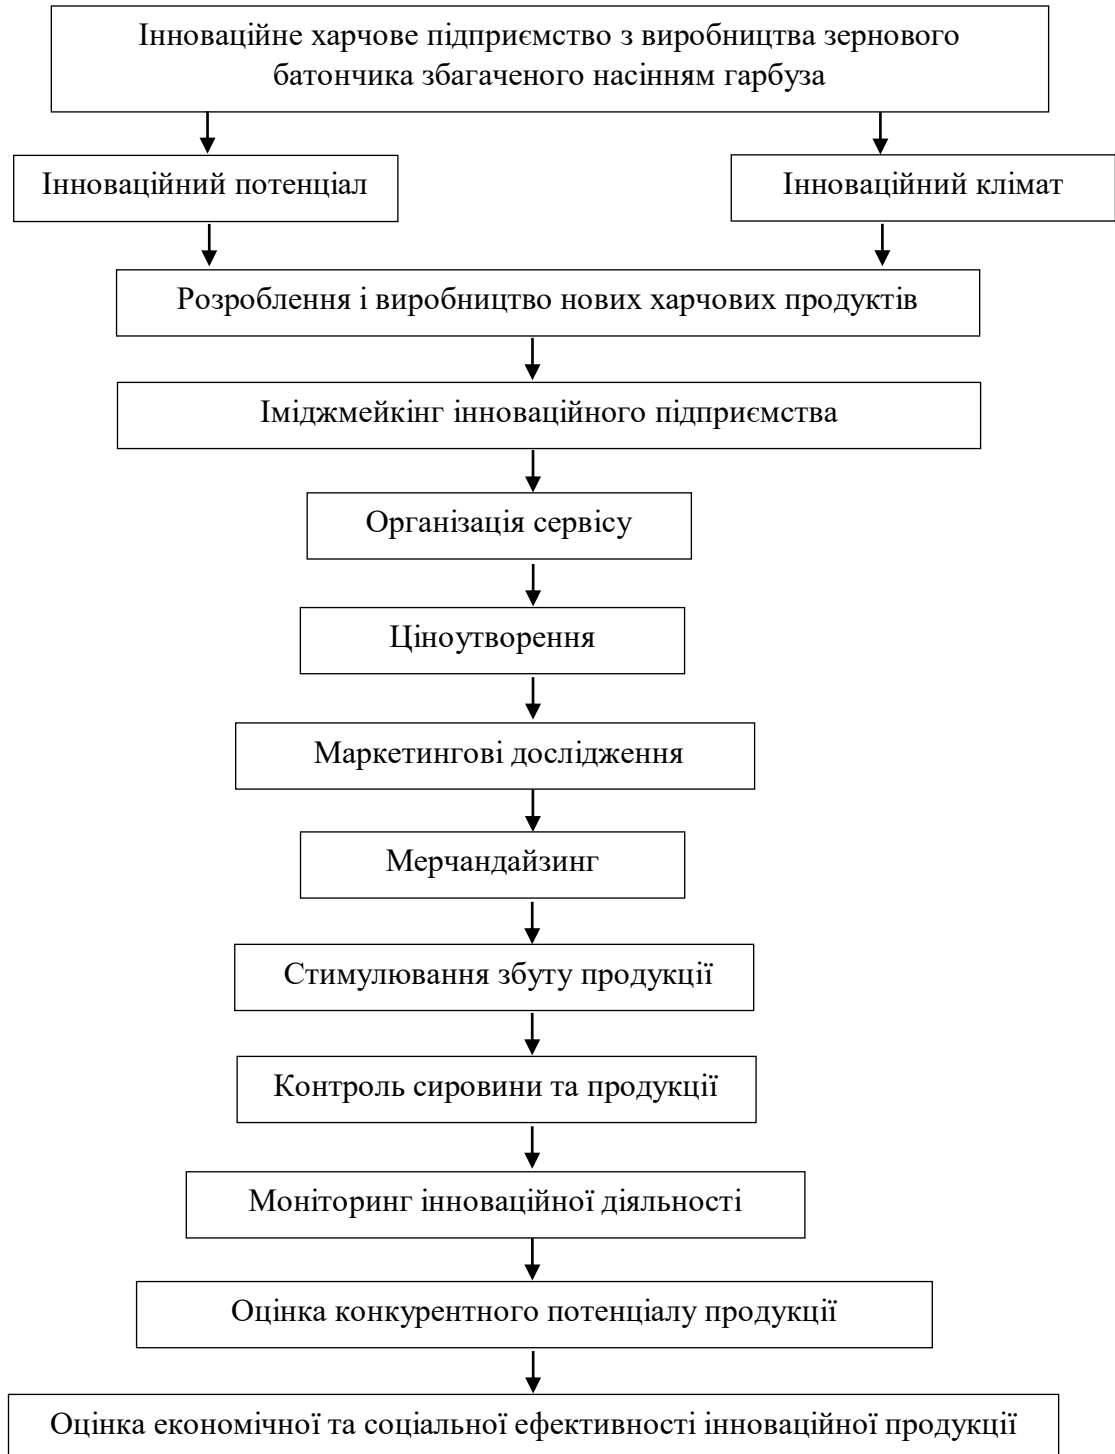 Інноваційне харчове підприємство з виробництва зернового
батончика збагаченого насінням гарбуза
Інноваційний потенціал
Інноваційний клімат
Розроблення і виробництво нових харчових продуктів
Іміджмейкінг інноваційного підприємства
Організація сервісу
Ціноутворення
Маркетингові дослідження
Мерчандайзинг
Стимулювання збуту продукції
Контроль сировини та продукції
Моніторинг інноваційної діяльності
Оцінка конкурентного потенціалу продукції
Оцінка економічної та соціальної ефективності інноваційної продукції